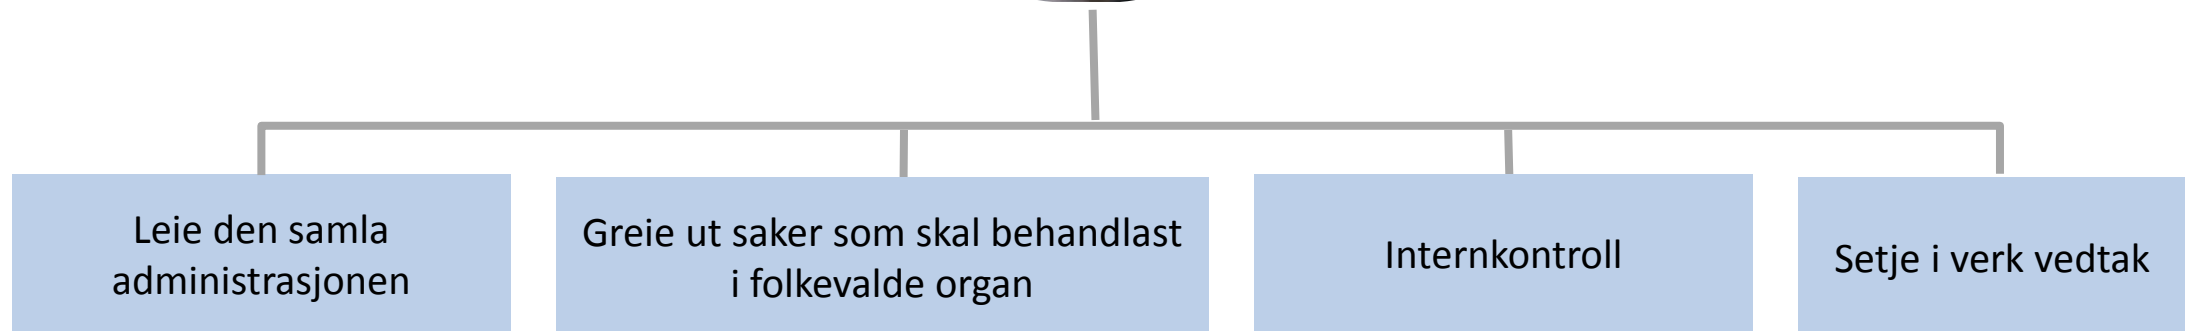 Leie den samla
administrasjonen
Greie ut saker som skal behandlast
i folkevalde organ
Internkontroll
Setje i verk vedtak